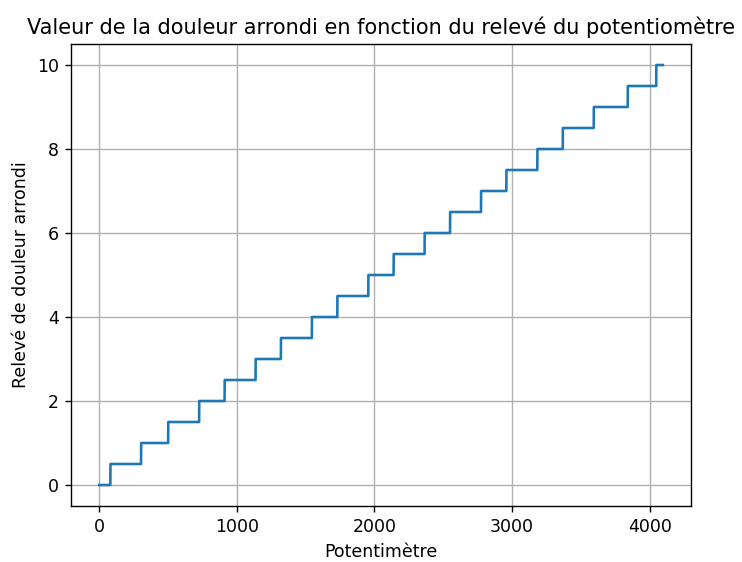 Valeur de la douleur arrondi en fonction du relevé du potentiomètre
10
8
6
4
2
0
Relevé de douleur arrondi
0 1000 2000 3000 4000
Potentimètre